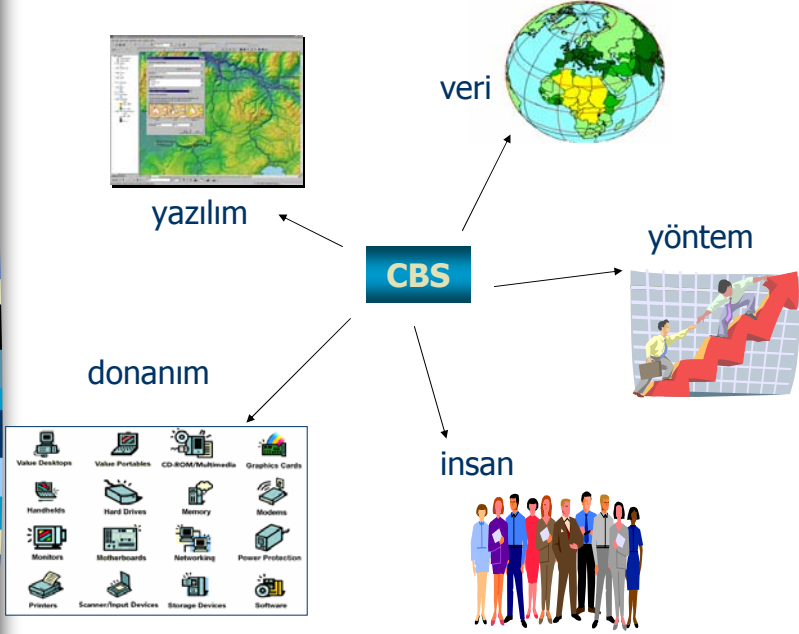 veri
yazılım
yöntem
CBS
donanım
insan
Value Desktops
Value Portables
CD-ROM/Multimedia
Graphics Cards
Handhelds
Hard Drives
Memory
Modems
Monitors
Motherboards
Networking
Power Protection
Printers
Scanner/Input Devices
Storage Devices
Software